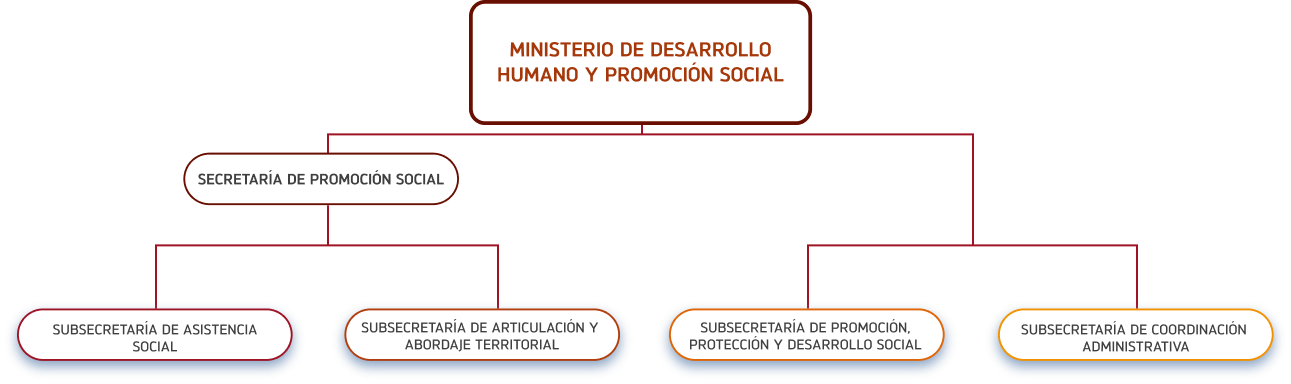 MINISTERIO DE DESARROLLO
HUMANO Y PROMOCIÓN SOCIAL
SECRETARÍA DE PROMOCIÓN SOCIAL
SUBSECRETARÍA DE ASISTENCIA
SOCIAL
SUBSECRETARÍA DE ARTICULACIÓN Y
ABORDAJE TERRITORIAL
SUBSECRETARÍA DE PROMOCIÓN,
PROTECCIÓN Y DESARROLLO SOCIAL
SUBSECRETARÍA DE COORDINACIÓN
ADMINISTRATIVA